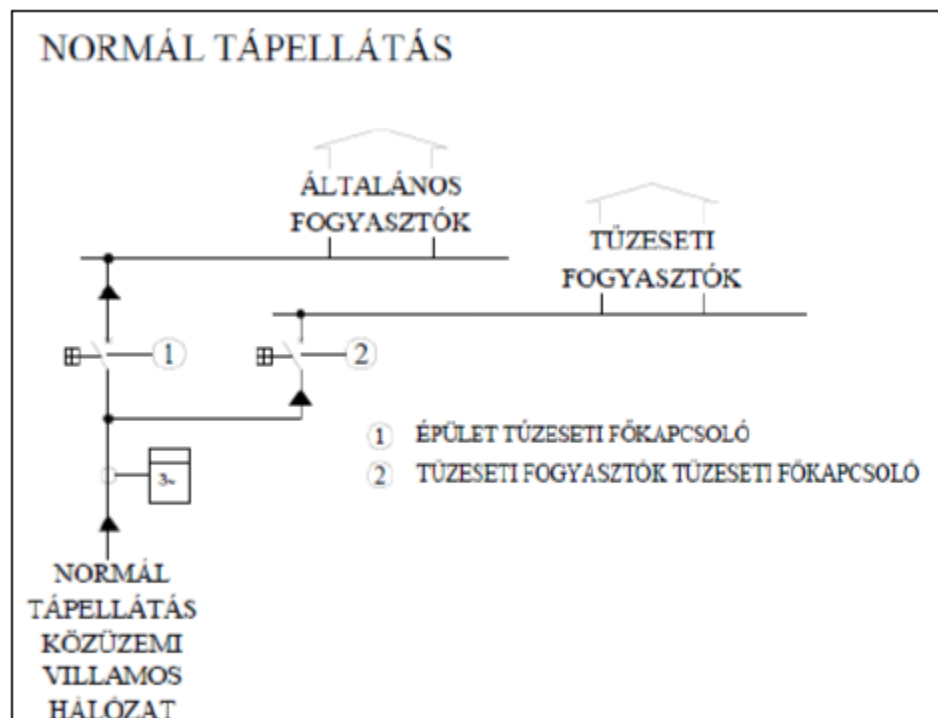 NORMÁL TÁPELLÁTÁS
ÁLTALÁNOS
FOGYASZTÓK
TŰZESETI
FOGYASZTÓK
1
2
1 ÉPÜLET TŰZESETI FŐKAPCSOLÓ
2 TŰZESETI FOGYASZTÓK TŰZESETI FŐKAPCSOLÓ
3~
NORMÁL
TÁPELLÁTÁS
KÖZÜZEMI
VILLAMOS
HÁLÓZAT